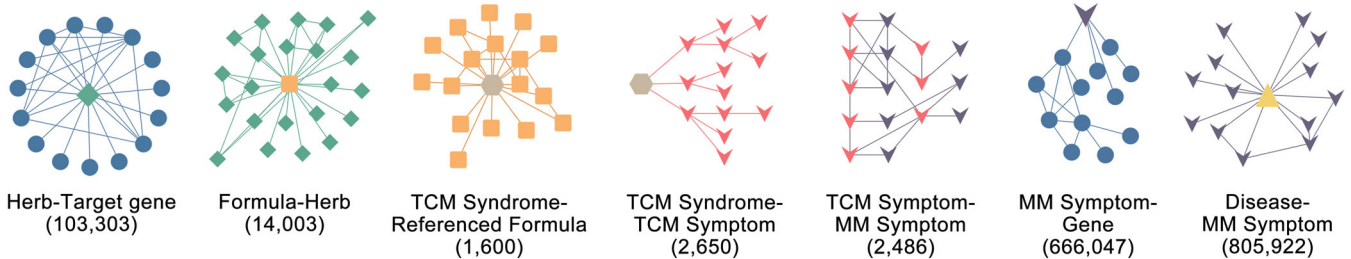 Herb-Target gene
(103,303)
Formula-Herb
(14,003)
TCM Syndrome-
Referenced Formula
(1,600)
TCM Syndrome-
TCM Symptom
(2,650)
TCM Symptom-
MM Symptom
(2,486)
MM Symptom-
Gene
(666,047)
Disease-
MM Symptom
(805,922)